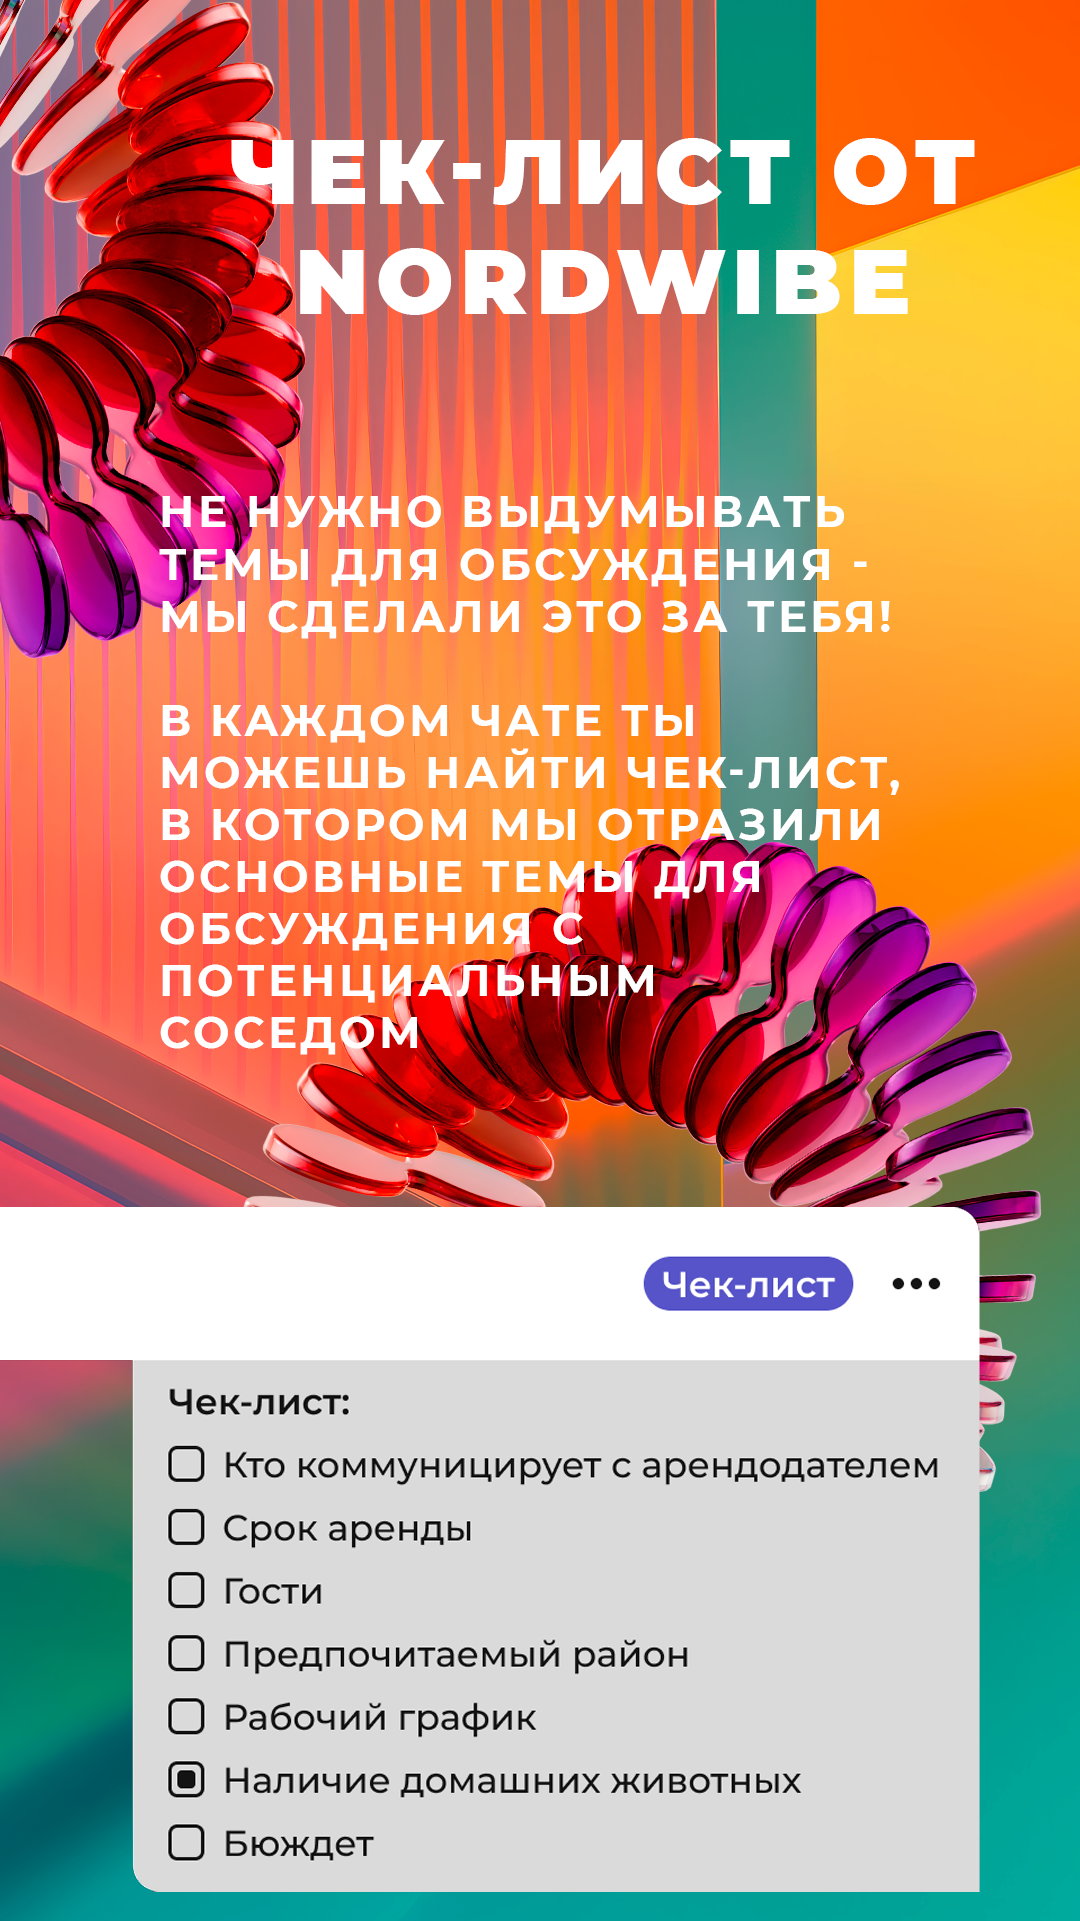 ЧЕК-ЛИСТ ОТ
NORDWIBE
НЕ НУЖНО ВЫДУМЫВАТЬ
ТЕМЫ ДЛЯ ОБСУЖДЕНИЯ -
МЫ СДЕЛАЛИ ЭТО ЗА ТЕБЯ!
В КАЖДОМ ЧАТЕ ТЫ
МОЖЕШЬ НАЙТИ ЧЕК-ЛИСТ,
В КОТОРОМ МЫ ОТРАЗИЛИ
ОСНОВНЫЕ ТЕМЫ ДЛЯ
ОБСУЖДЕНИЯ С
ПОТЕНЦИАЛЬНЫМ
СОСЕДОМ
Чек-лист
Чек-лист:
Кто коммуницирует с арендодателем
Срок аренды
Гости
Предпочитаемый район
Рабочий график
Наличие домашних животных
Бюждет